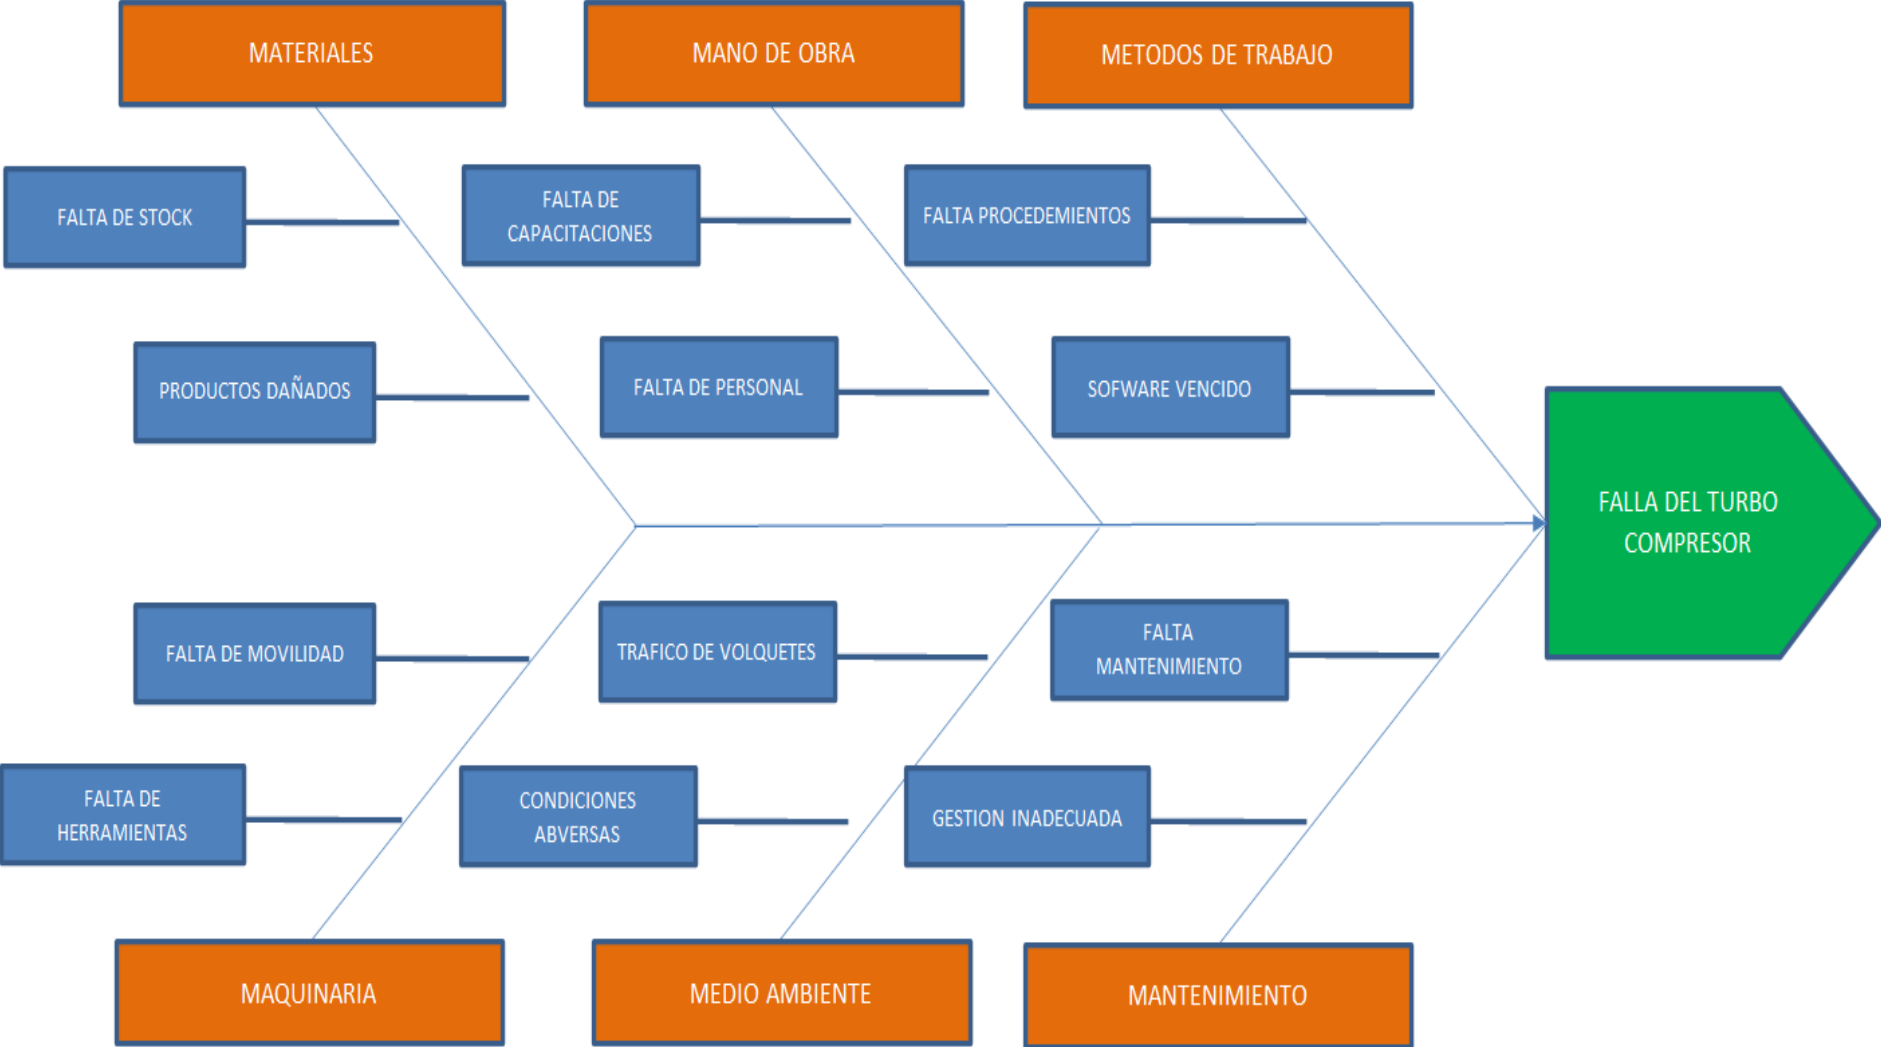 MATERIALES
MANO DE OBRA
METODOS DE TRABAJO
FALTA DE STOCK
FALTA DE
CAPACITACIONES
FALTA PROCEDEMIENTOS
PRODUCTOS DAÑADOS
FALTA DE PERSONAL
SOFWARE VENCIDO
FALLA DEL TURBO
COMPRESOR
FALTA DE MOVILIDAD
TRAFICO DE VOLQUETES
FALTA
MANTENIMIENTO
FALTA DE
HERRAMIENTAS
CONDICIONES
ABVERSAS
GESTION INADECUADA
MAQUINARIA
MEDIO AMBIENTE
MANTENIMIENTO